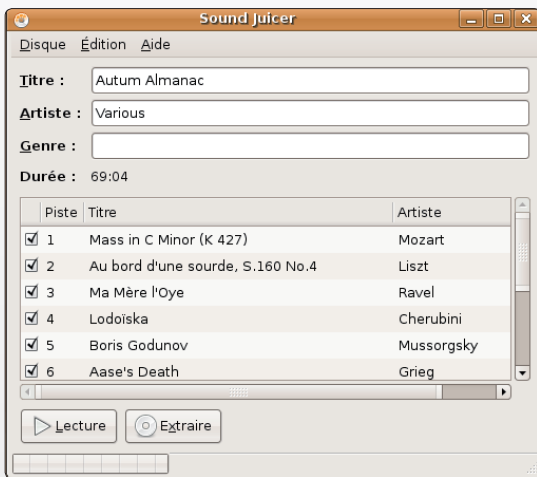 Sound Juicer
Disque Édition Aide
Titre : Autum Almanac
Artiste : Various
Genre :
Durée : 69:04
Piste Titre Artiste
1 Mass in C Minor (K 427) Mozart
2 Au bord d'une sourde, S.160 No.4 Liszt
3 Ma Mère l'Oye Ravel
4 Lodoïska Cherubini
5 Boris Godunov Mussorgsky
6 Aase's Death Grieg
Lecture Extraire